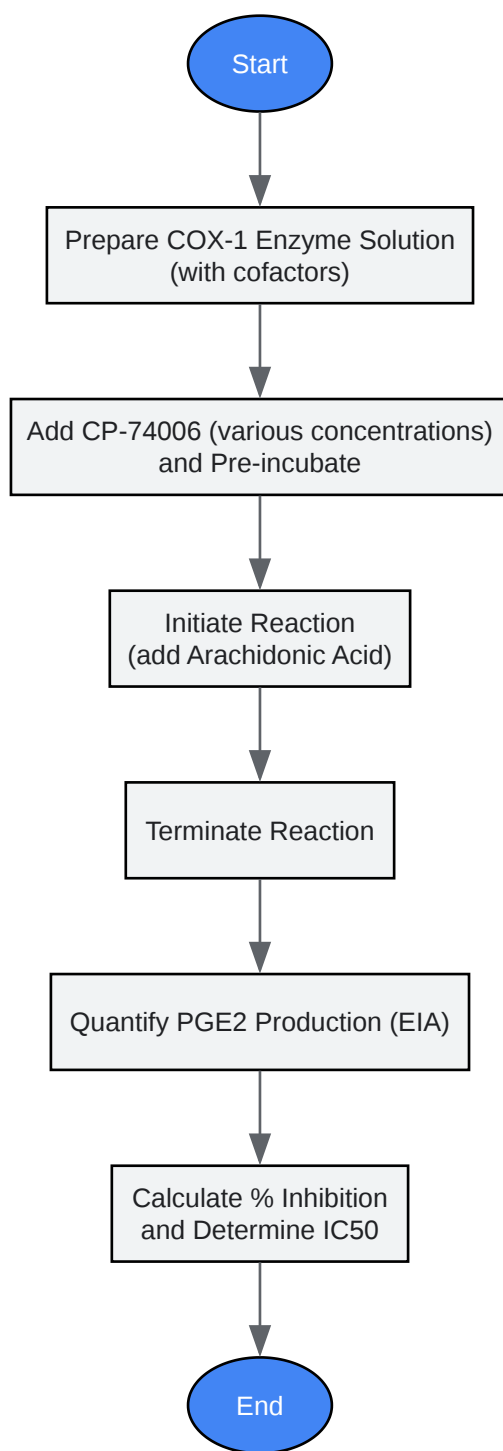 Start
Prepare COX-1 Enzyme Solution
(with cofactors)
Add CP-74006 (various concentrations)
and Pre-incubate
Initiate Reaction
(add Arachidonic Acid)
Terminate Reaction
Quantify PGE2 Production (EIA)
Calculate % Inhibition
and Determine IC50
End